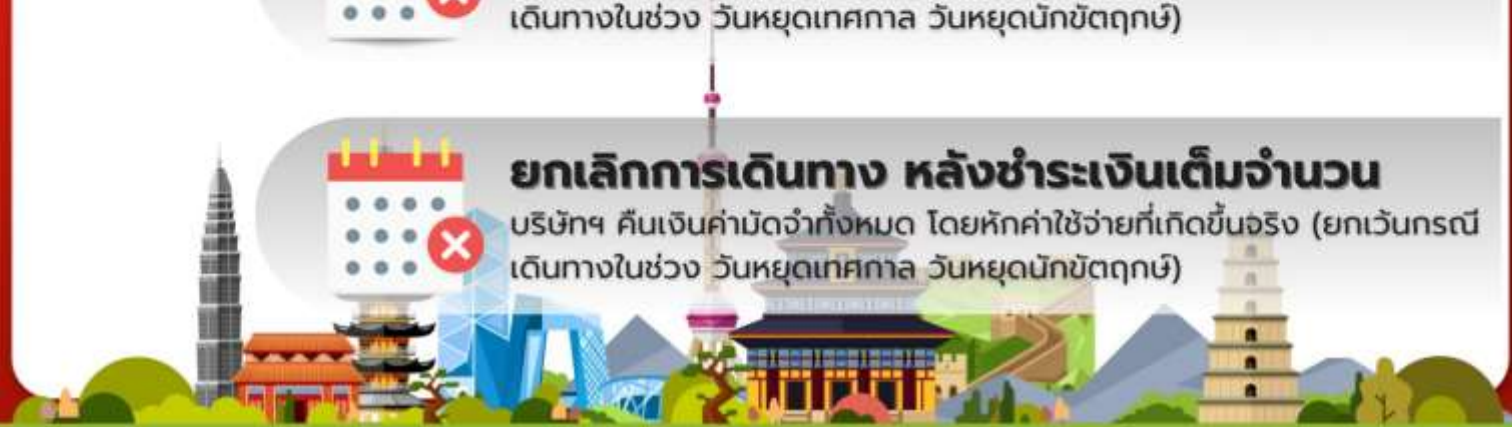 เดินทางในช่วง วันหยุดเทศกาล วันหยุดนักขัตฤกษ์)
ยกเลิกการเดินทาง หลังชำระเงินเต็มจำนวน
บริษัทฯ คืนเงินค่ามัดจำทั้งหมด โดยหักค่าใช้จ่ายที่เกิดขึ้นจริง (ยกเว้นกรณี
เดินทางในช่วง วันหยุดเทศกาล วันหยุดนักขัตฤกษ์)